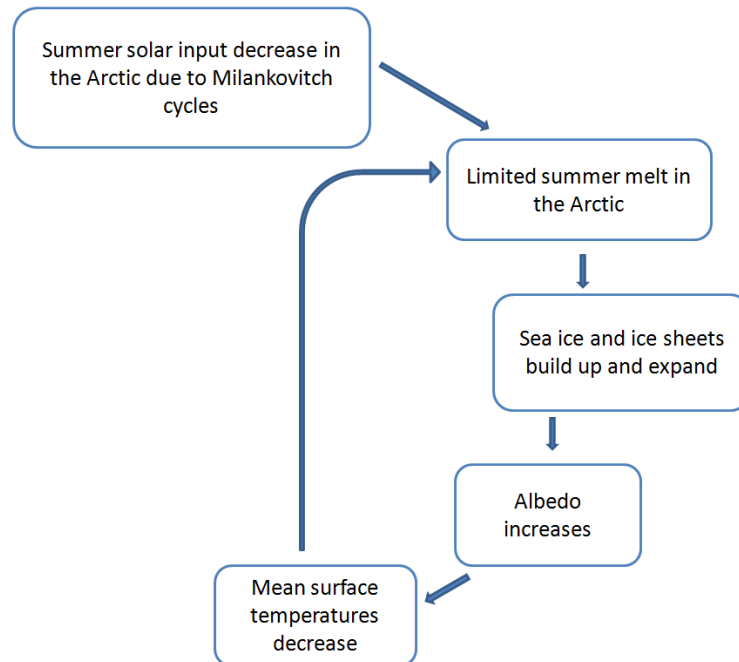 Summer solar input decrease in
the Arctic due to Milankovitch
cycles
Limited summer melt in
the Arctic
Sea ice and ice sheets
build up and expand
Albedo
increases
Mean surface
temperatures
decrease